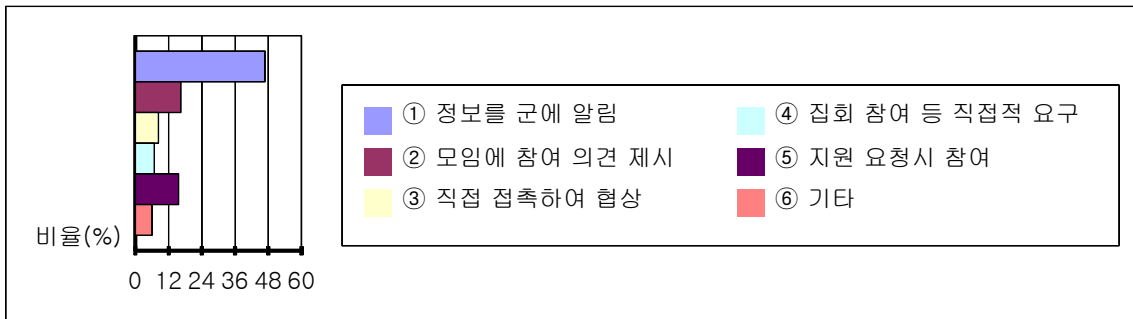 ① 정보를 군에 알림
② 모임에 참여 의견 제시
③ 직접 접촉하여 협상
④ 집회 참여 등 직접적 요구
⑤ 지원 요청시 참여
⑥ 기타
비율(%)
0 12 24 36 48 60